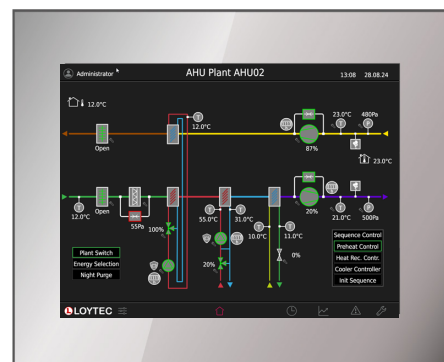 Administrator
AHU Plant AHU02
13:08 28.08.24
12.0°C
T
12.0°C
23.0°C
480Pa
T
P
Open
87%
23.0°C
T
12.0°C
Open
55Pa
100%
T
55.0°C
T
31.0°C
T
10.0°C
T
11.0°C
20%
T
21.0°C
P
500Pa
20%
0%
Plant Switch
Energy Selection
Night Purge
Sequence Control
Preheat Control
Heat Rec. Contr.
Cooler Controller
Init Sequence
LOYTEC